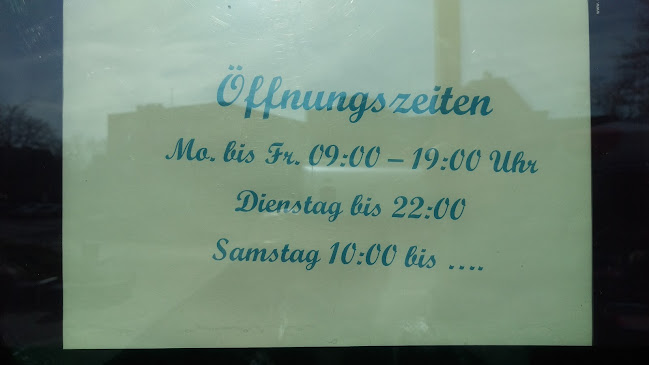 Öffnungszeiten
Mo. bis Fr. 09:00 – 19:00 Uhr
Dienstag bis 22:00
Samstag 10:00 bis ....